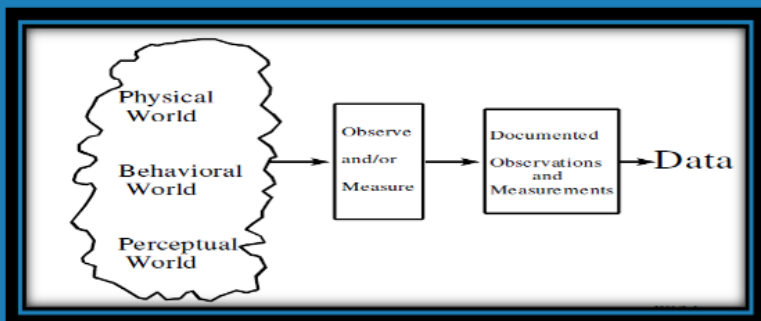 Physical
World
Behavioral
World
Perceptual
World
Observe
and/or
Measure
Documented
Observations
and
Measurements
Data